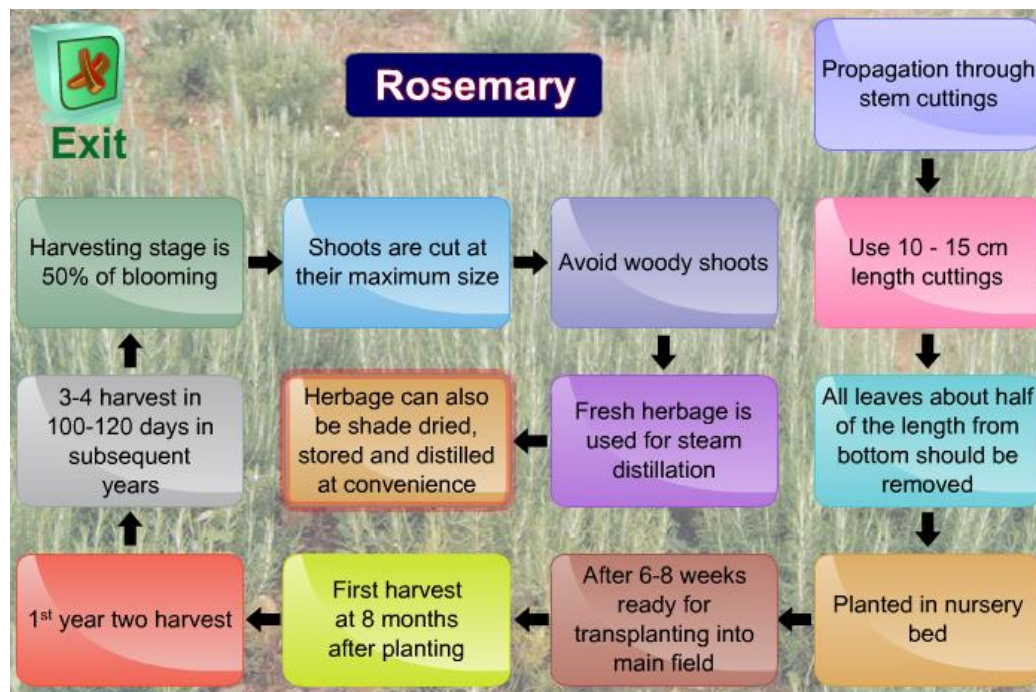 Exit
Rosemary
Propagation through
stem cuttings
Use 10 - 15 cm
length cuttings
All leaves about half
of the length from
bottom should be
removed
Planted in nursery
bed
After 6-8 weeks
ready for
transplanting into
main field
First harvest
at 8 months
after planting
1st year two harvest
3-4 harvest in
100-120 days in
subsequent
years
Harvesting stage is
50% of blooming
Shoots are cut at
their maximum size
Avoid woody shoots
Fresh herbage is
used for steam
distillation
Herbage can also
be shade dried,
stored and distilled
at convenience